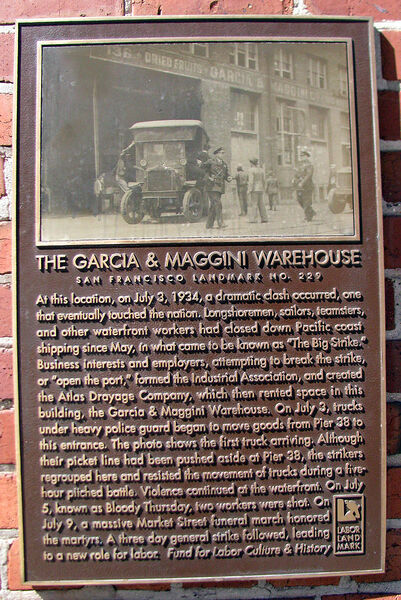 136 DRIED FRUITS GARCIA & MAGGINI
THE GARCIA & MAGGINI WAREHOUSE
SAN FRANCISCO LANDMARK NO. 229
At this location, on July 3, 1934, a dramatic clash occurred, one
that eventually touched the nation. Longshoremen, sailors, teamsters,
and other waterfront workers had closed down Pacific coast
shipping since May, in what came to be known as "The Big Strike."
Business interests and employers, attempting to break the strike,
or "open the port," formed the Industrial Association, and created
the Atlas Drayage Company, which then rented space in this
building, the Garcia & Maggini Warehouse. On July 3, trucks
under heavy police guard began to move goods from Pier 38 to
this entrance. The photo shows the first truck arriving. Although
their picket line had been pushed aside at Pier 38, the strikers
regrouped here and resisted the movement of trucks during a five-
hour pitched battle. Violence continued at the waterfront. On July
5, known as Bloody Thursday, two workers were shot. On
July 9, a massive Market Street funeral march honored
the martyrs. A three day general strike followed, leading
to a new role for labor. Fund for Labor Culture & History
LABOR
LAND
MARK